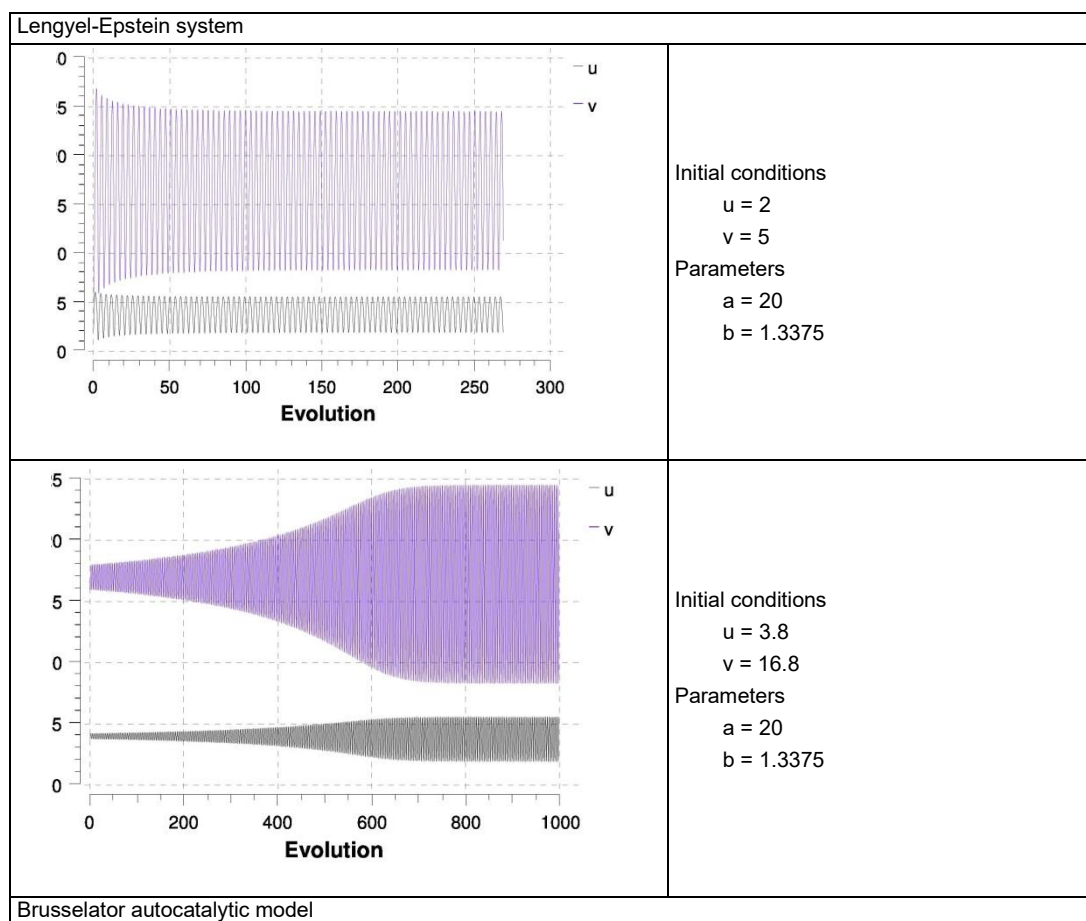 Lengyel-Epstein system
0
5
0
5
0
5
0
u
v
0 50 100 150 200 250 300
Evolution
Initial conditions
u = 2
v = 5
Parameters
a = 20
b = 1.3375
5
0
5
0
5
0
u
v
0 200 400 600 800 1000
Evolution
Initial conditions
u = 3.8
v = 16.8
Parameters
a = 20
b = 1.3375
Brusselator autocatalytic model